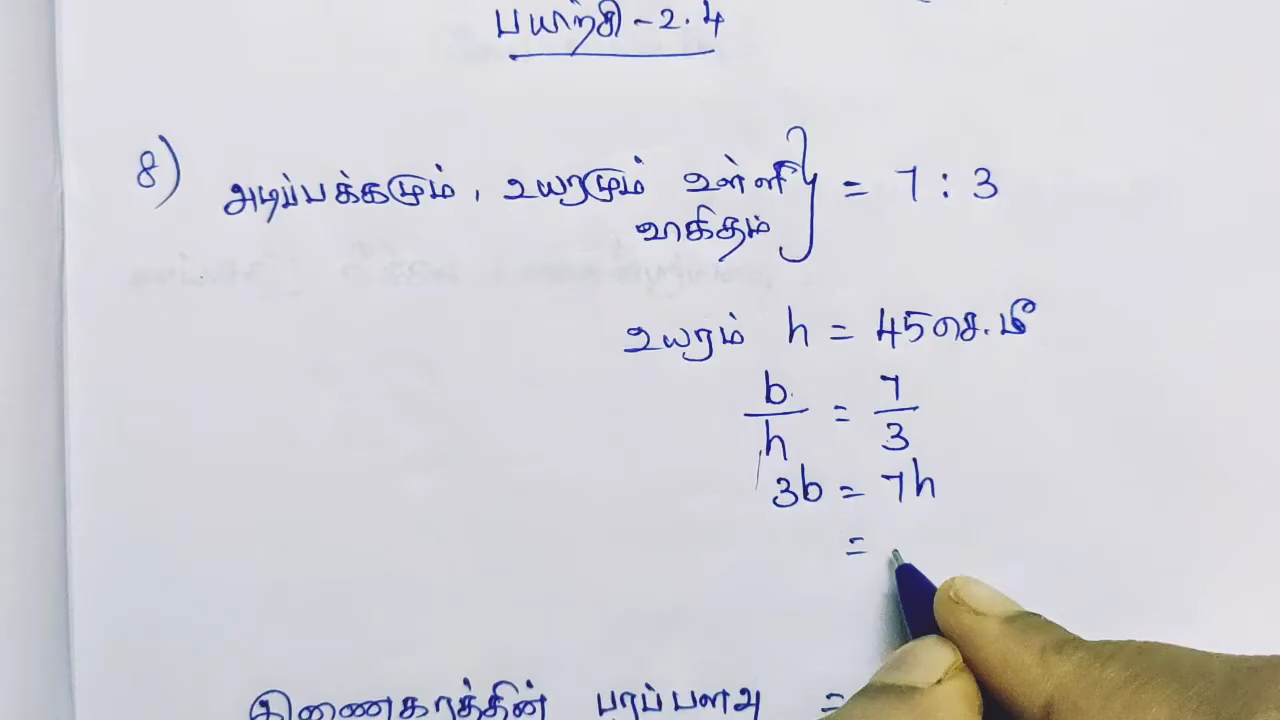 பயிற்சி - 2.4
8) அடிப்பக்கமும், உயரமும் உள்ள } = 7 : 3
விகிதம்
உயரம் h = 45செ.மீ
b/h = 7/3
3b = 7h
=
இணைகரத்தின் பரப்பளவு =